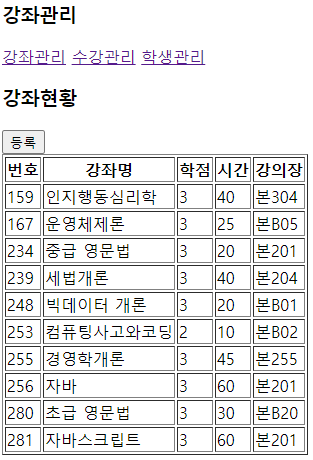 강좌관리
강좌관리 수강관리 학생관리
강좌현황
등록
번호 강좌명 학점 시간 강의장
159 인지행동심리학 3 40 본304
167 운영체제론 3 25 본B05
234 중급 영문법 3 20 본201
239 세법개론 3 40 본204
248 빅데이터 개론 3 20 본B01
253 컴퓨팅사고와코딩 2 10 본B02
255 경영학개론 3 45 본255
256 자바 3 60 본201
280 초급 영문법 3 30 본B20
281 자바스크립트 3 60 본201